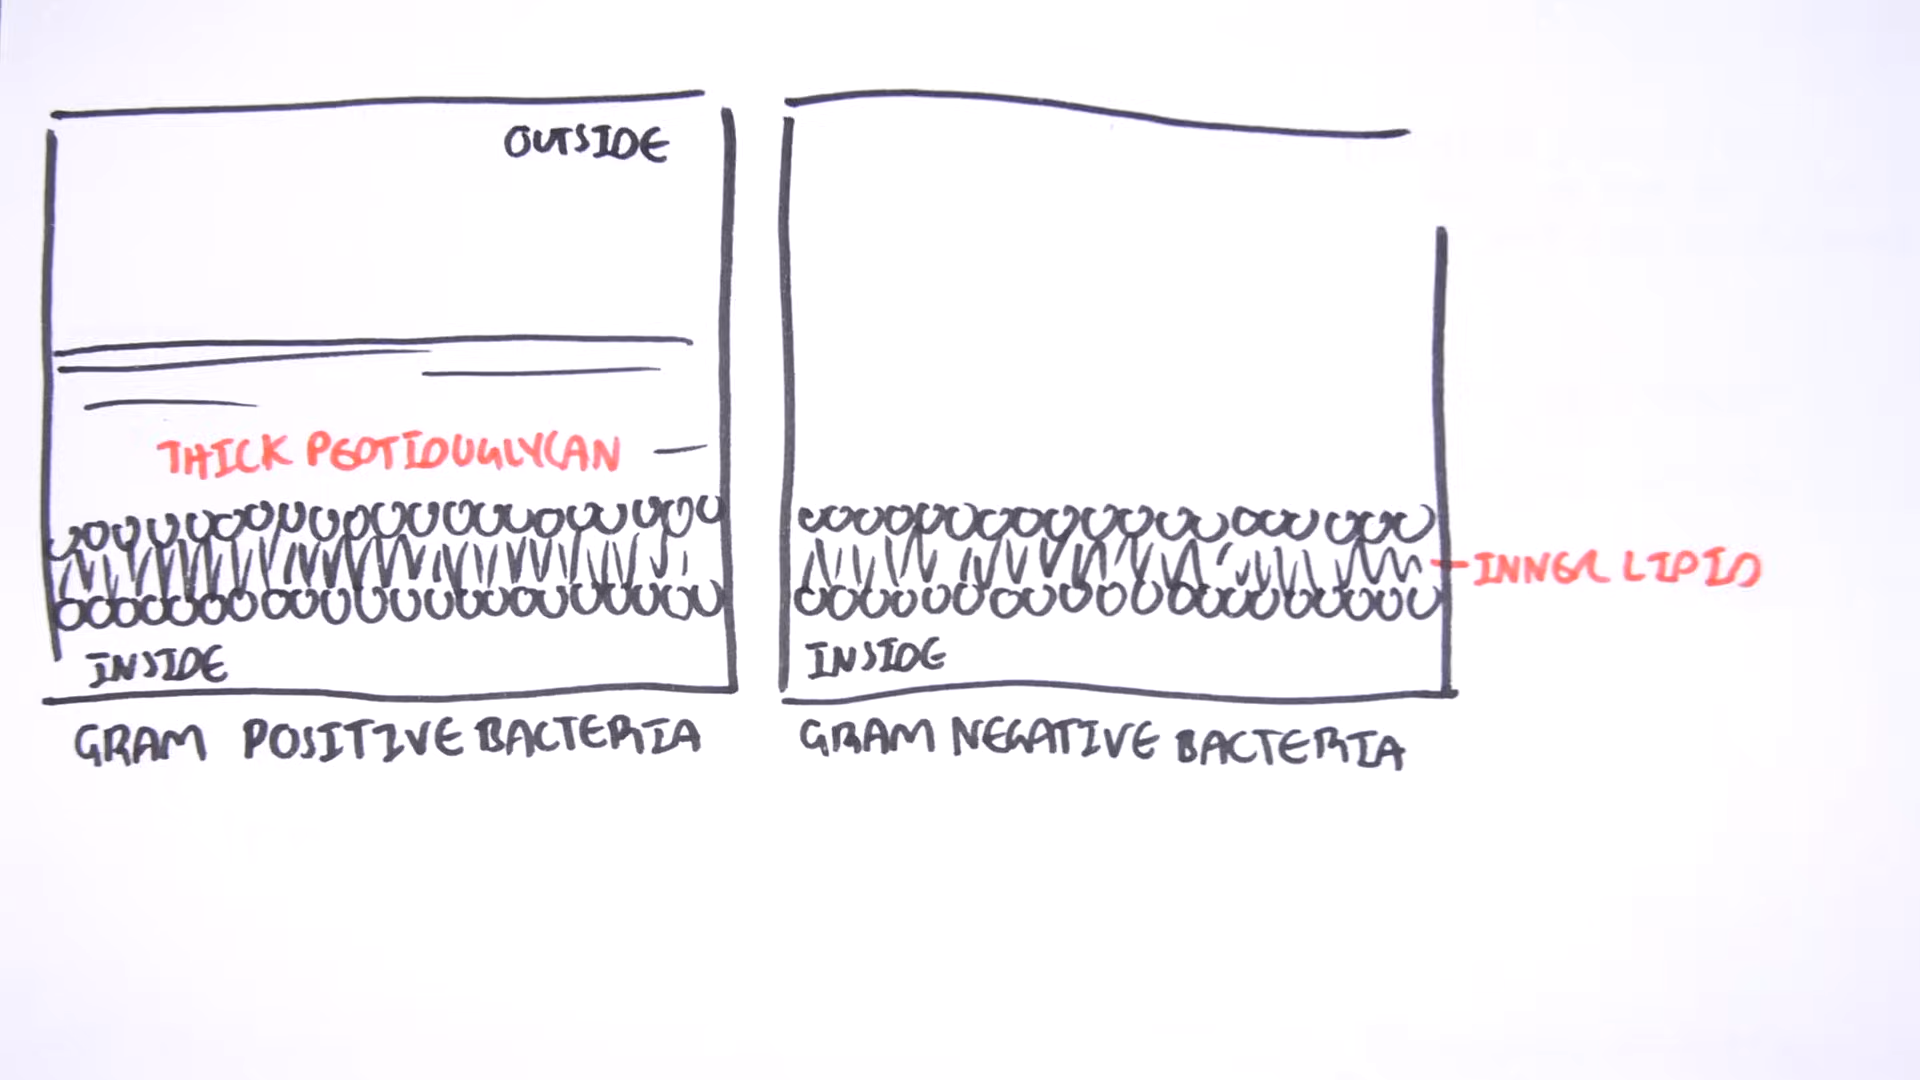 OUTSIDE
THICK PEPTIDOGLYCAN
INNER LIPID
INSIDE
INSIDE
GRAM POSITIVE BACTERIA
GRAM NEGATIVE BACTERIA